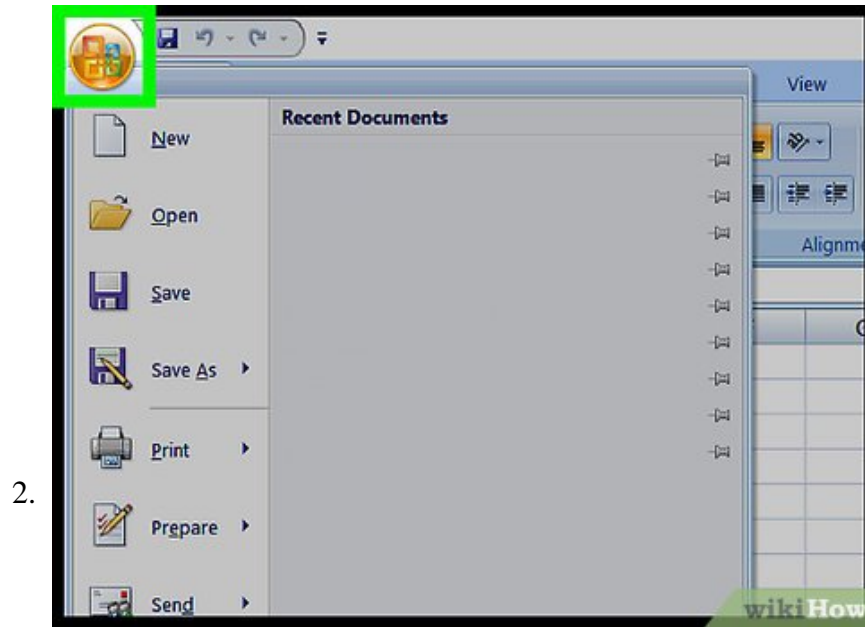 View
Recent Documents
New
Open
Alignme
Save
Save As
Print
2.
Prepare
Send
wikiHow